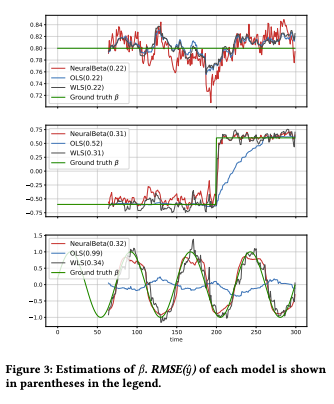 0.84
0.82
0.80
0.78
0.76
0.74
0.72
NeuralBeta(0.22)
OLS(0.22)
WLS(0.22)
Ground truth β
0.75
0.50
0.25
0.00
−0.25
−0.50
−0.75
NeuralBeta(0.31)
OLS(0.52)
WLS(0.31)
Ground truth β
1.5
1.0
0.5
0.0
−0.5
−1.0
NeuralBeta(0.32)
OLS(0.99)
WLS(0.34)
Ground truth β
0 50 100 150 200 250 300
time
Figure 3: Estimations of β. RMSE(ŷ) of each model is shown
in parentheses in the legend.